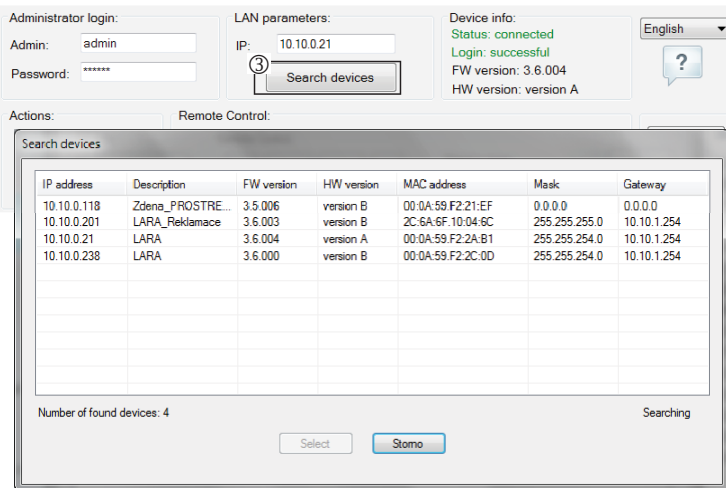 Administrator login:
Admin: admin
Password: ******
LAN parameters:
IP: 10.10.0.21
③
Search devices
Device info:
Status: connected
Login: successful
FW version: 3.6.004
HW version: version A
English
?
Actions:
Remote Control:
Search devices
IP address Description FW version HW version MAC address Mask Gateway
10.10.0.118 Zdena_PROSTRE... 3.5.006 version B 00:0A:59:F2:21:EF 0.0.0.0 0.0.0.0
10.10.0.201 LARA_Reklamace 3.6.003 version B 2C:6A:6F:10:04:6C 255.255.255.0 10.10.1.254
10.10.0.21 LARA 3.6.004 version A 00:0A:59:F2:2A:B1 255.255.254.0 10.10.1.254
10.10.0.238 LARA 3.6.000 version B 00:0A:59:F2:2C:0D 255.255.254.0 10.10.1.254
Number of found devices: 4
Searching
Select
Storno